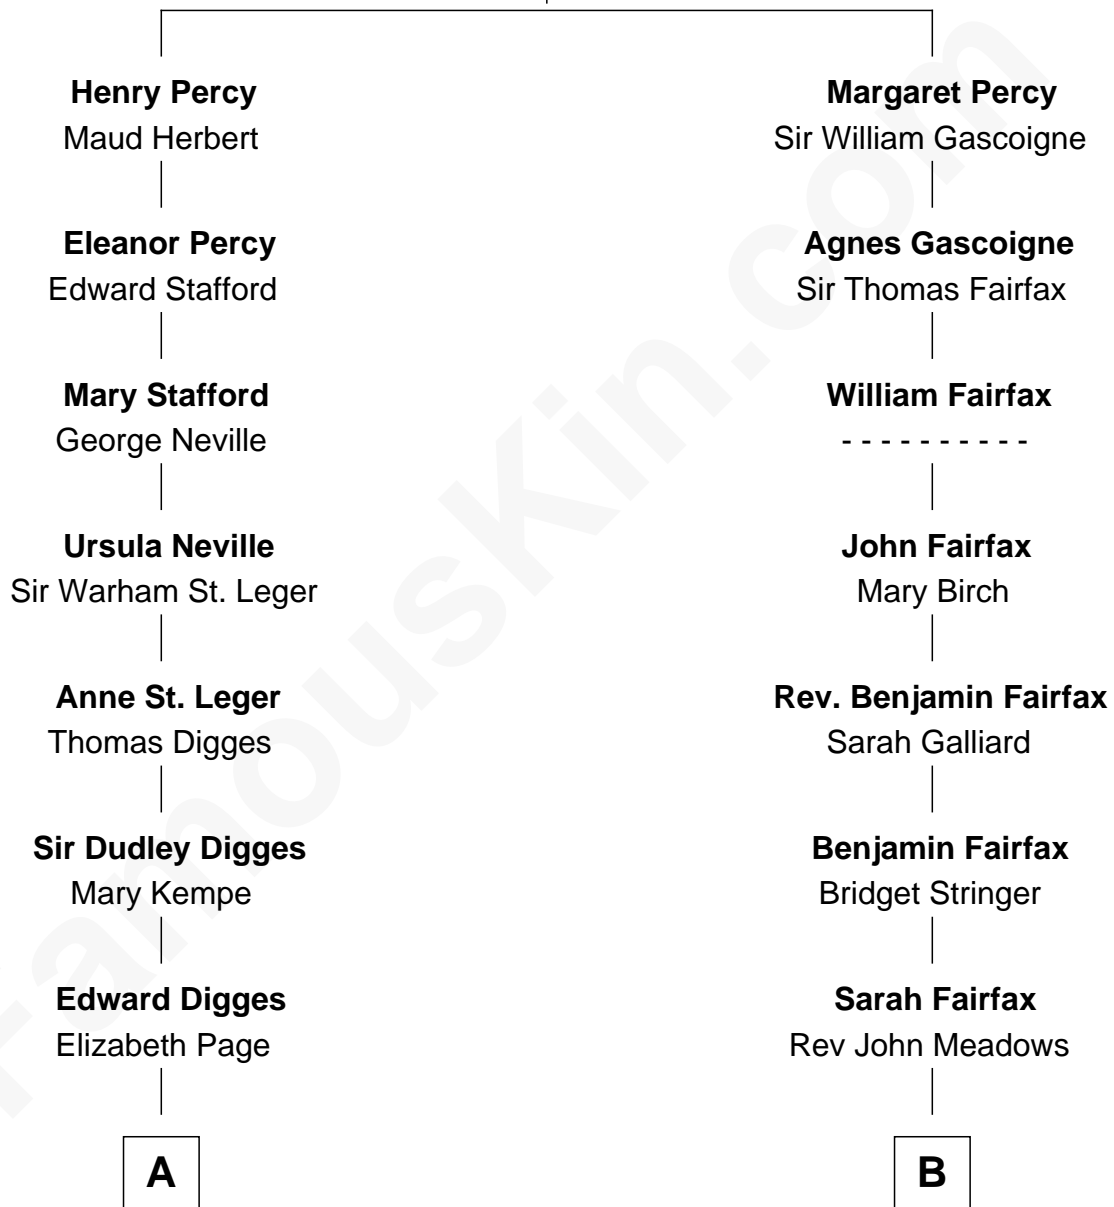 Henry Percy
Maud Herbert
Eleanor Percy
Edward Stafford
Mary Stafford
George Neville
Ursula Neville
Sir Warham St. Leger
Anne St. Leger
Thomas Digges
Sir Dudley Digges
Mary Kempe
Edward Digges
Elizabeth Page
A
Margaret Percy
Sir William Gascoigne
Agnes Gascoigne
Sir Thomas Fairfax
William Fairfax
- - - - - - - - - -
John Fairfax
Mary Birch
Rev. Benjamin Fairfax
Sarah Galliard
Benjamin Fairfax
Bridget Stringer
Sarah Fairfax
Rev John Meadows
B
FamousKin.com